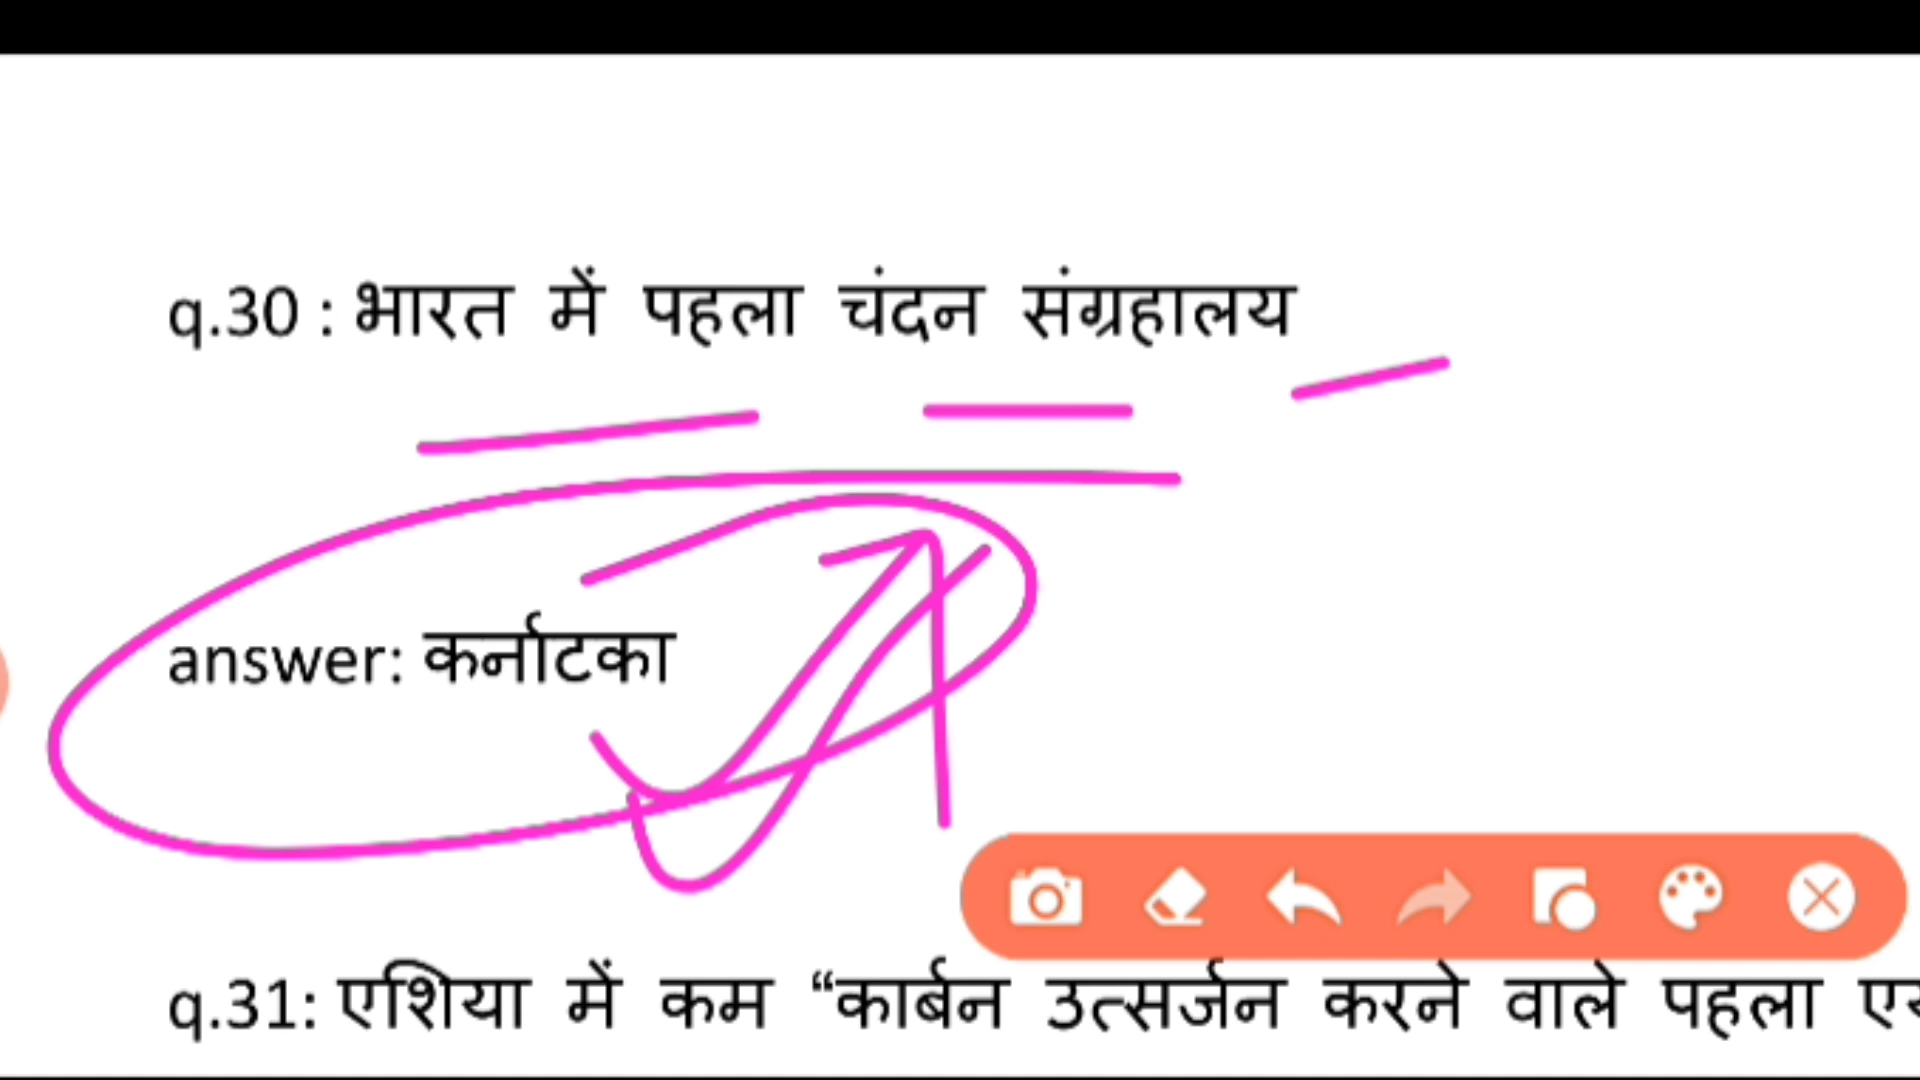 q.30 : भारत में पहला चंदन संग्रहालय
answer: कर्नाटका
q.31: एशिया में कम “कार्बन उत्सर्जन करने वाले पहला